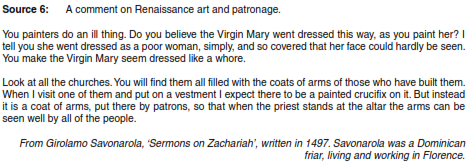 Source 6: A comment on Renaissance art and patronage.
You painters do an ill thing. Do you believe the Virgin Mary went dressed this way, as you paint her? I
tell you she went dressed as a poor woman, simply, and so covered that her face could hardly be seen.
You make the Virgin Mary seem dressed like a whore.
Look at all the churches. You will find them all filled with the coats of arms of those who have built them.
When I visit one of them and put on a vestment I expect there to be a painted crucifix on it. But instead
it is a coat of arms, put there by patrons, so that when the priest stands at the altar the arms can be
seen well by all of the people.
From Girolamo Savonarola, 'Sermons on Zachariah', written in 1497. Savonarola was a Dominican
friar, living and working in Florence.